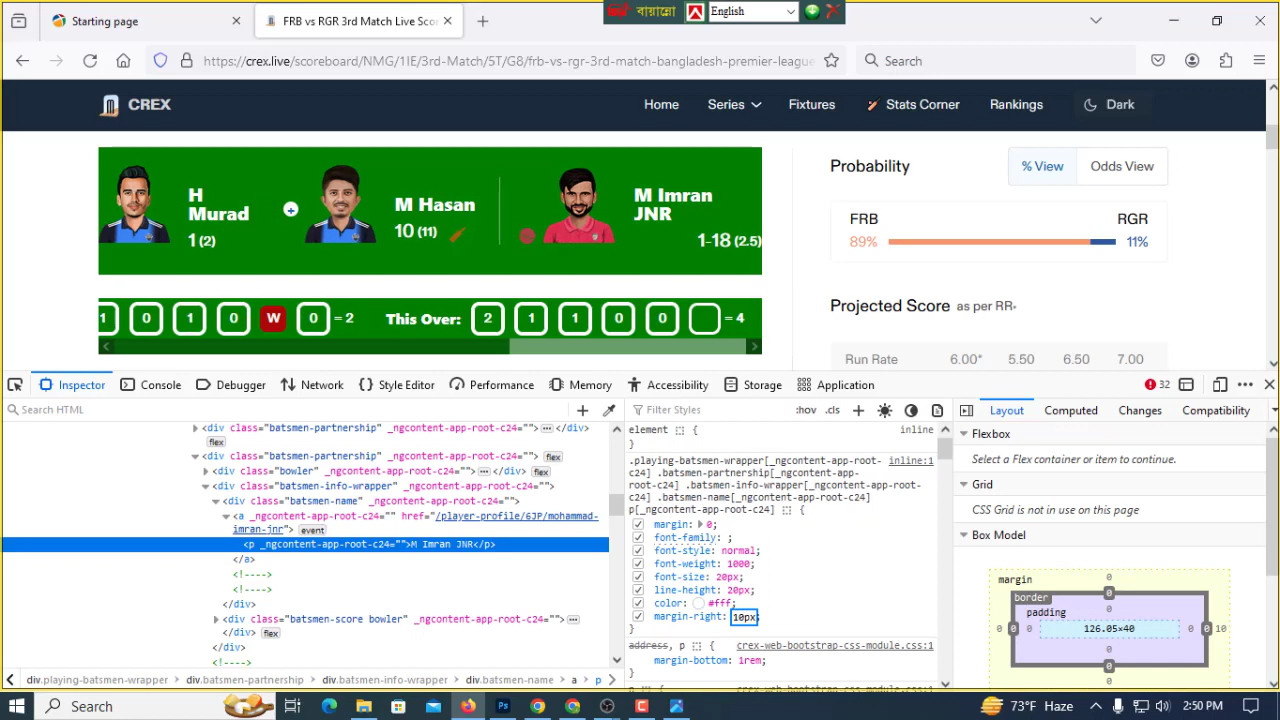 বায়ান্নো
English
Starting page
FRB vs RGR 3rd Match Live Scor
https://crex.live/scoreboard/NMG/1IE/3rd-Match/5T/G8/frb-vs-rgr-3rd-match-bangladesh-premier-league
Search
CREX
Home
Series
Fixtures
Stats Corner
Rankings
Dark
H Murad
1 (2)
M Hasan
10 (11)
M Imran JNR
1-18 (2.5)
1 0 1 0 W 0 = 2 This Over: 2 1 1 0 0 = 4
Probability
% View
Odds View
FRB
RGR
89%
11%
Projected Score as per RR*
Run Rate 6.00* 5.50 6.50 7.00
Inspector
Console
Debugger
Network
Style Editor
Performance
Memory
Accessibility
Storage
Application
32
Search HTML
<div class="batsmen-partnership" _ngcontent-app-root-c24=""> </div>
flex
<div class="batsmen-partnership" _ngcontent-app-root-c24=""> flex
<div class="bowler" _ngcontent-app-root-c24=""> </div> flex
<div class="batsmen-info-wrapper" _ngcontent-app-root-c24="">
<div class="batsmen-name" _ngcontent-app-root-c24="">
<a _ngcontent-app-root-c24="" href="/player-profile/6JP/mohammad-
imran-jnr"> event
<p _ngcontent-app-root-c24="">M Imran JNR</p>
</a>
<!---->
<!---->
</div>
<div class="batsmen-score bowler" _ngcontent-app-root-c24="">
</div> flex
</div>
<!---->
div.playing-batsmen-wrapper
div.batsmen-partnership
div.batsmen-info-wrapper
div.batsmen-name
a
p
Filter Styles
:hov .cls
element { inline
}
.playing-batsmen-wrapper[_ngcontent-app-root- inline:1
c24] .batsmen-partnership[_ngcontent-app-
root-c24] .batsmen-info-wrapper[_ngcontent-app-root-
c24] .batsmen-name[_ngcontent-app-root-c24]
p[_ngcontent-app-root-c24] {
margin: 0;
font-family: ;
font-style: normal;
font-weight: 1000;
font-size: 20px;
line-height: 20px;
color: #fff;
margin-right: 10px;
}
address, p { crex-web-bootstrap-css-module.css:1
margin-bottom: 1rem;
}
Layout
Computed
Changes
Compatibility
Flexbox
Select a Flex container or item to continue.
Grid
CSS Grid is not in use on this page
Box Model
margin
0
border
0
padding
0
0 0 0 126.05×40 0 0 10
0
0
Search
73°F Haze
2:50 PM